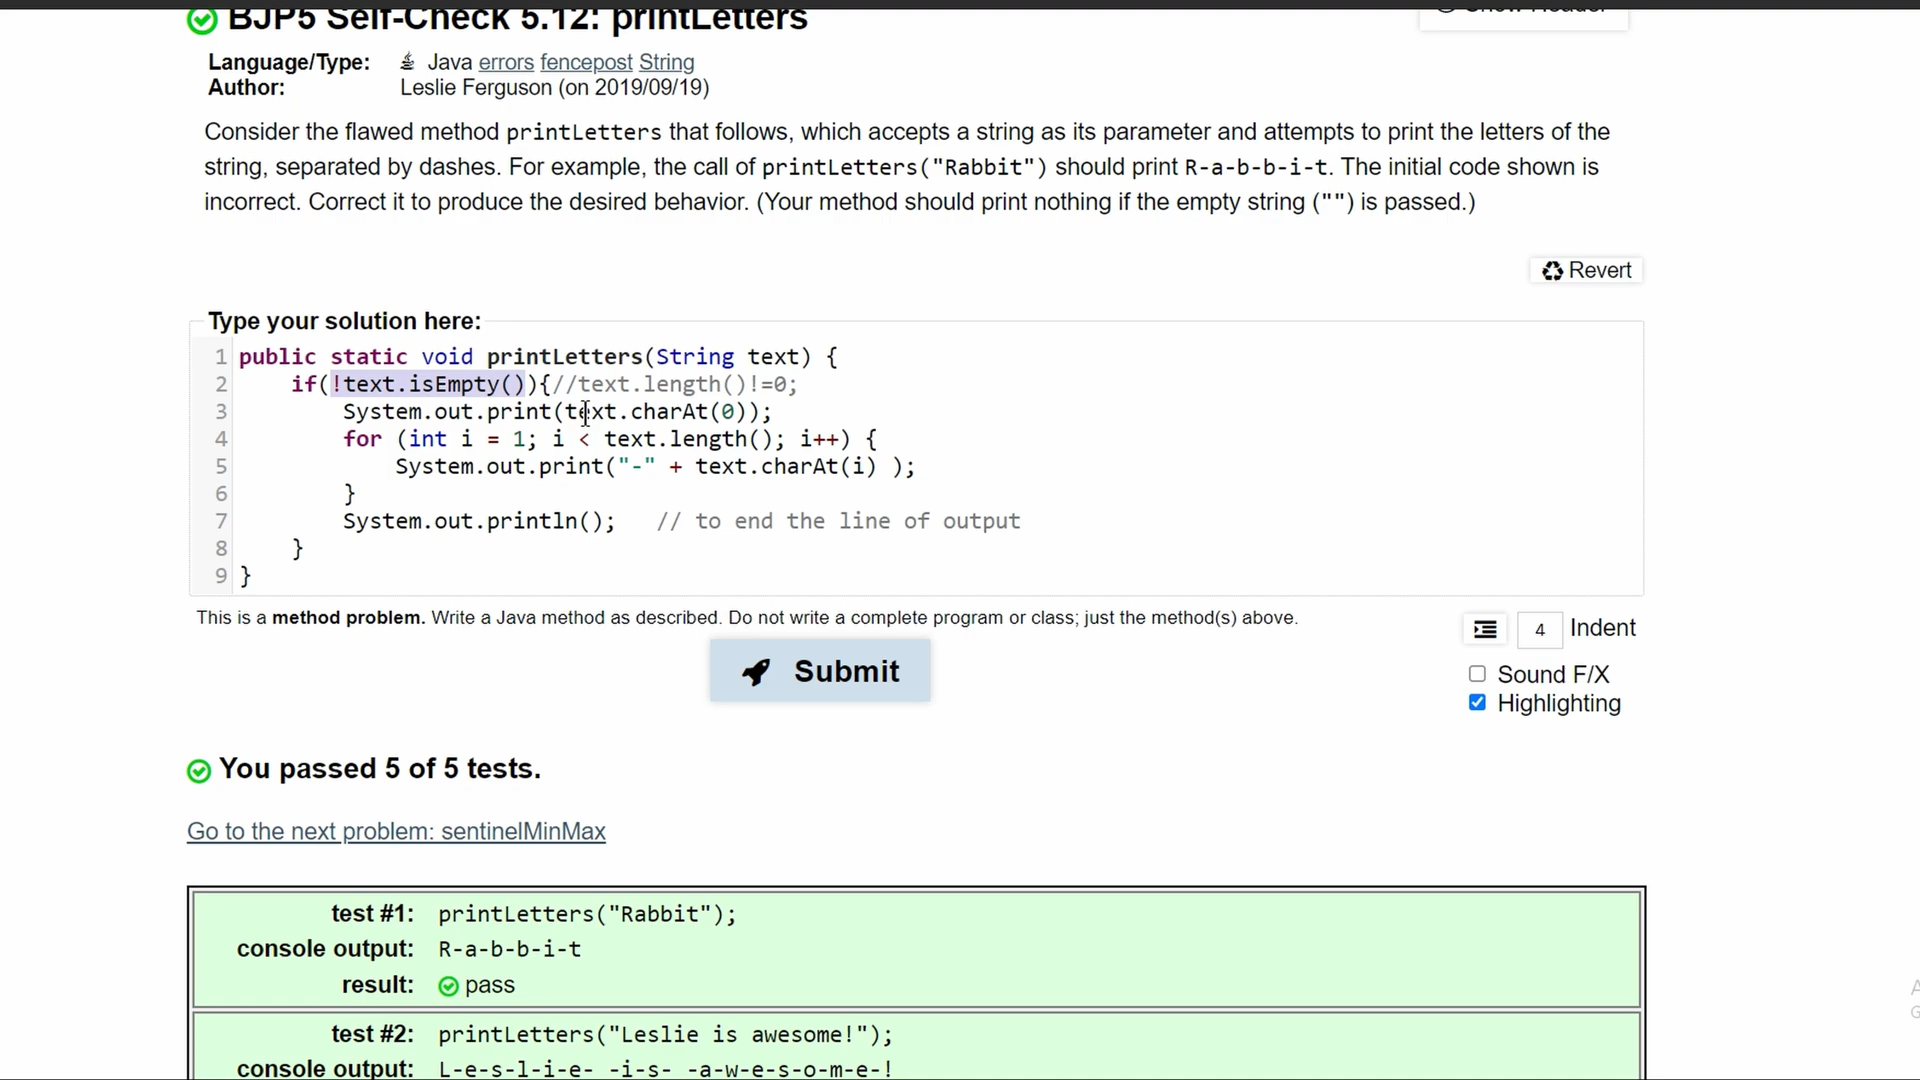 BJP5 Self-Check 5.12: printLetters
Language/Type: Java errors fencepost String
Author: Leslie Ferguson (on 2019/09/19)
Consider the flawed method printLetters that follows, which accepts a string as its parameter and attempts to print the letters of the
string, separated by dashes. For example, the call of printLetters("Rabbit") should print R-a-b-b-i-t. The initial code shown is
incorrect. Correct it to produce the desired behavior. (Your method should print nothing if the empty string ("") is passed.)
Revert
Type your solution here:
1 public static void printLetters(String text) {
2     if(!text.isEmpty()){//text.length()!=0;
3         System.out.print(text.charAt(0));
4         for (int i = 1; i < text.length(); i++) {
5             System.out.print("-" + text.charAt(i) );
6         }
7         System.out.println();   // to end the line of output
8     }
9 }
This is a method problem. Write a Java method as described. Do not write a complete program or class; just the method(s) above.
4 Indent
Submit
Sound F/X
Highlighting
You passed 5 of 5 tests.
Go to the next problem: sentinelMinMax
test #1: printLetters("Rabbit");
console output: R-a-b-b-i-t
result: pass
test #2: printLetters("Leslie is awesome!");
console output: L-e-s-l-i-e- -i-s- -a-w-e-s-o-m-e-!